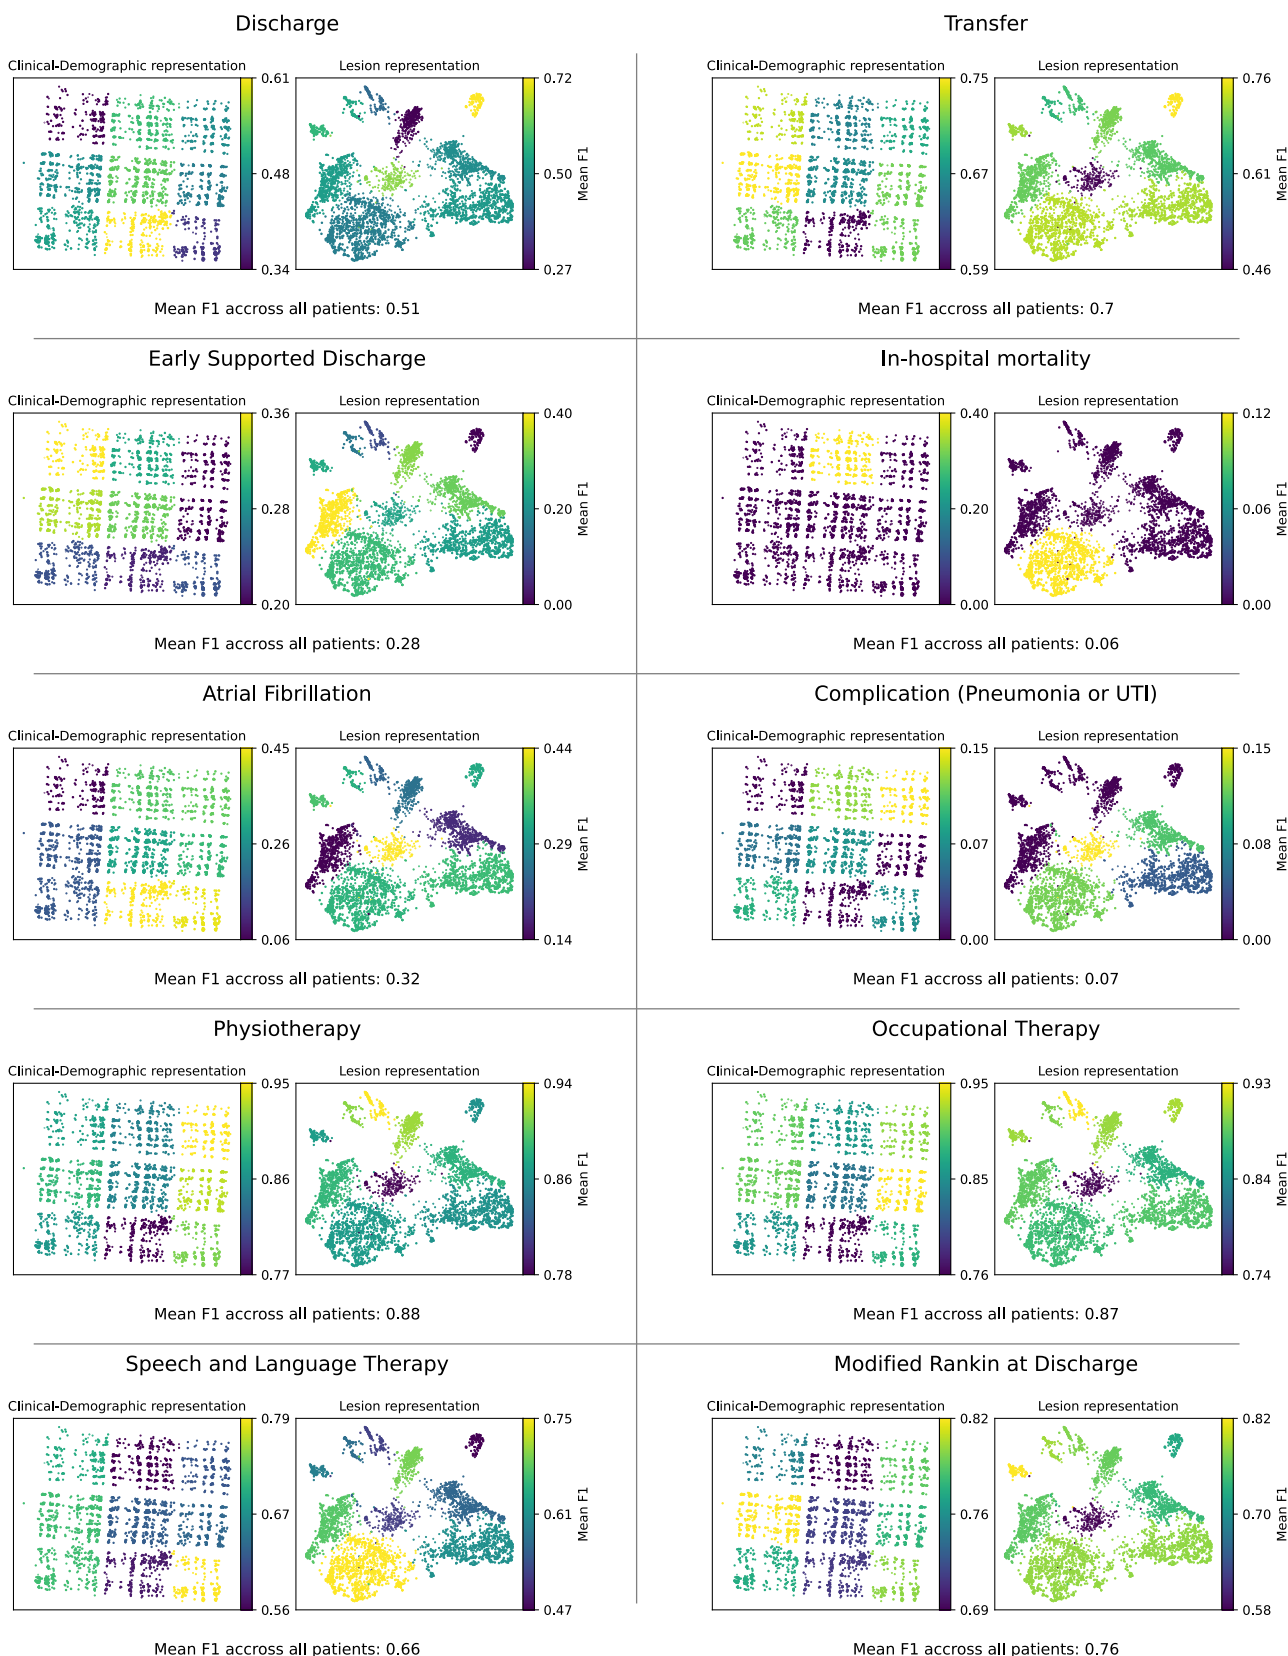 Discharge
Clinical-Demographic representation
0.61
0.48
0.34
Lesion representation
0.72
0.50
0.27
Mean F1
Mean F1 accross all patients: 0.51
Transfer
Clinical-Demographic representation
0.75
0.67
0.59
Lesion representation
0.76
0.61
0.46
Mean F1
Mean F1 accross all patients: 0.7
Early Supported Discharge
Clinical-Demographic representation
0.36
0.28
0.20
Lesion representation
0.40
0.20
0.00
Mean F1
Mean F1 accross all patients: 0.28
In-hospital mortality
Clinical-Demographic representation
0.40
0.20
0.00
Lesion representation
0.12
0.06
0.00
Mean F1
Mean F1 accross all patients: 0.06
Atrial Fibrillation
Clinical-Demographic representation
0.45
0.26
0.06
Lesion representation
0.44
0.29
0.14
Mean F1
Mean F1 accross all patients: 0.32
Complication (Pneumonia or UTI)
Clinical-Demographic representation
0.15
0.07
0.00
Lesion representation
0.15
0.08
0.00
Mean F1
Mean F1 accross all patients: 0.07
Physiotherapy
Clinical-Demographic representation
0.95
0.86
0.77
Lesion representation
0.94
0.86
0.78
Mean F1
Mean F1 accross all patients: 0.88
Occupational Therapy
Clinical-Demographic representation
0.95
0.85
0.76
Lesion representation
0.93
0.84
0.74
Mean F1
Mean F1 accross all patients: 0.87
Speech and Language Therapy
Clinical-Demographic representation
0.79
0.67
0.56
Lesion representation
0.75
0.61
0.47
Mean F1
Mean F1 accross all patients: 0.66
Modified Rankin at Discharge
Clinical-Demographic representation
0.82
0.76
0.69
Lesion representation
0.82
0.70
0.58
Mean F1
Mean F1 accross all patients: 0.76